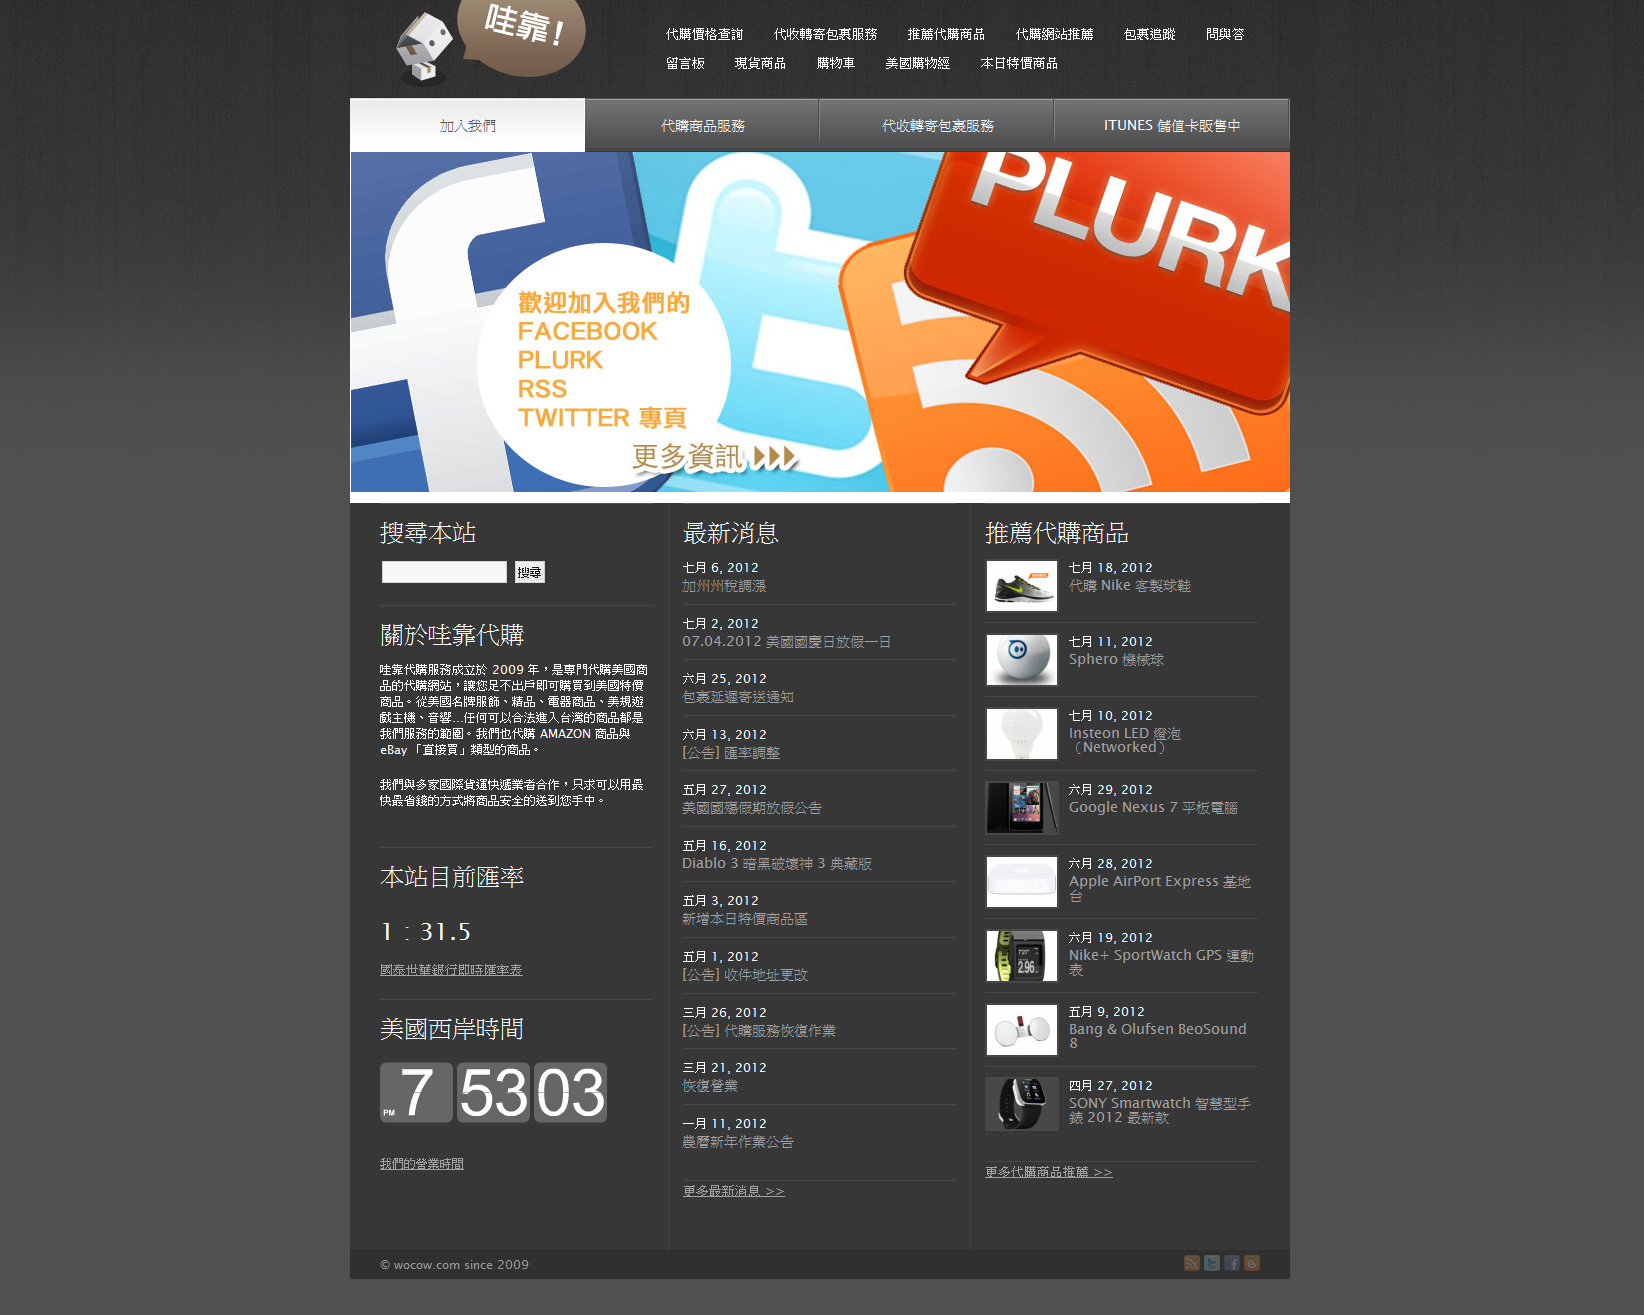 哇靠!
代購價格查詢 代收轉寄包裹服務 推薦代購商品 代購網站推薦 包裹追蹤 問與答
留言板 現貨商品 購物車 美國購物經 本日特價商品
加入我們 代購商品服務 代收轉寄包裹服務 ITUNES 儲值卡販售中
PLURK
歡迎加入我們的
FACEBOOK
PLURK
RSS
TWITTER 專頁
更多資訊
搜尋本站
搜尋
關於哇靠代購
哇靠代購服務成立於 2009 年，是專門代購美國商
品的代購網站，讓您足不出戶即可購買到美國特價
商品。從美國名牌服飾、精品、電器商品、美規遊
戲主機、音響...任何可以合法進入台灣的商品都是
我們服務的範圍。我們也代購 AMAZON 商品與
eBay 「直接買」類型的商品。
我們與多家國際貨運快遞業者合作，只求可以用最
快最省錢的方式將商品安全的送到您手中。
本站目前匯率
1 : 31.5
國泰世華銀行即時匯率表
美國西岸時間
PM 7 53 03
我們的營業時間
最新消息
七月 6, 2012
加州州稅調漲
七月 2, 2012
07.04.2012 美國國慶日放假一日
六月 25, 2012
包裹延遲寄送通知
六月 13, 2012
[公告] 匯率調整
五月 27, 2012
美國國殤假期放假公告
五月 16, 2012
Diablo 3 暗黑破壞神 3 典藏版
五月 3, 2012
新增本日特價商品區
五月 1, 2012
[公告] 收件地址更改
三月 26, 2012
[公告] 代購服務恢復作業
三月 21, 2012
恢復營業
一月 11, 2012
農曆新年作業公告
更多最新消息 >>
推薦代購商品
七月 18, 2012
代購 Nike 客製球鞋
七月 11, 2012
Sphero 機械球
七月 10, 2012
Insteon LED 燈泡
（Networked）
六月 29, 2012
Google Nexus 7 平板電腦
六月 28, 2012
Apple AirPort Express 基地
台
六月 19, 2012
Nike+ SportWatch GPS 運動
表
五月 9, 2012
Bang & Olufsen BeoSound
8
四月 27, 2012
SONY Smartwatch 智慧型手
錶 2012 最新款
更多代購商品推薦 >>
© wocow.com since 2009